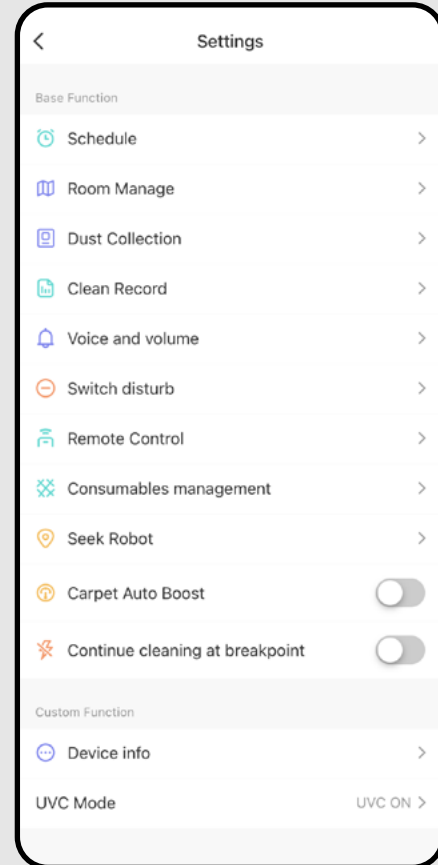 Settings
Base Function
Schedule
Room Manage
Dust Collection
Clean Record
Voice and volume
Switch disturb
Remote Control
Consumables management
Seek Robot
Carpet Auto Boost
Continue cleaning at breakpoint
Custom Function
Device info
UVC Mode UVC ON